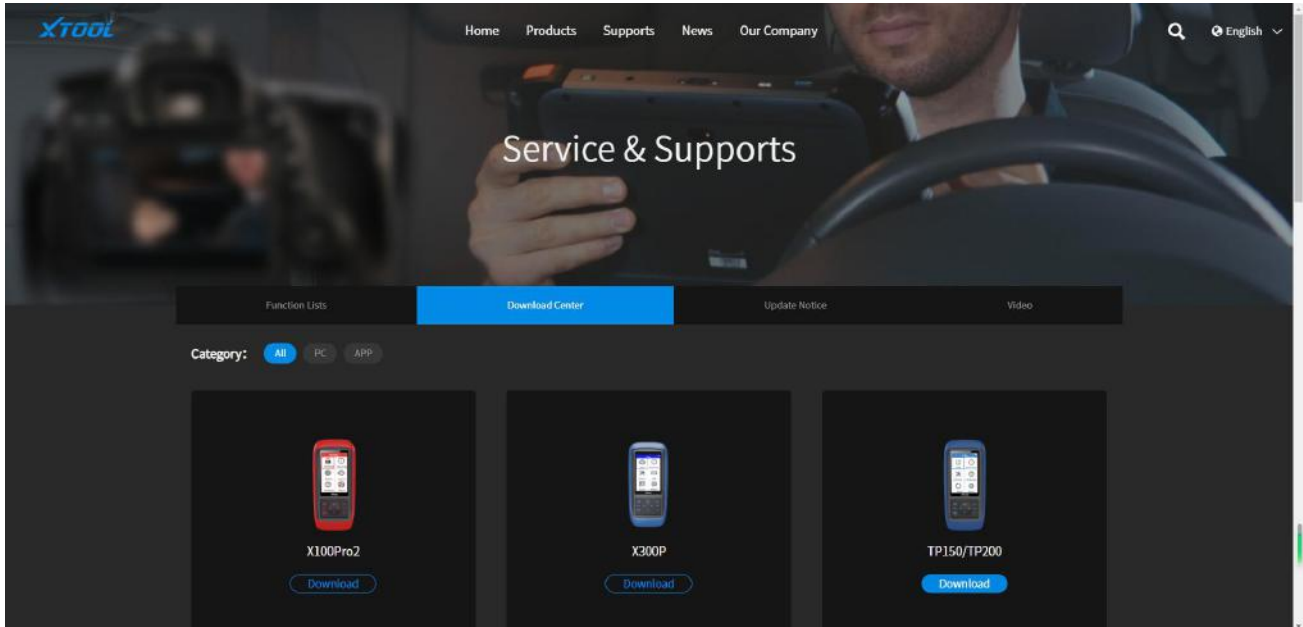 XTOOL
Home Products Supports News Our Company
English
Service & Supports
Function Lists Download Center Update Notice Video
Category: All PC APP
X100Pro2 X300P TP150/TP200
Download Download Download